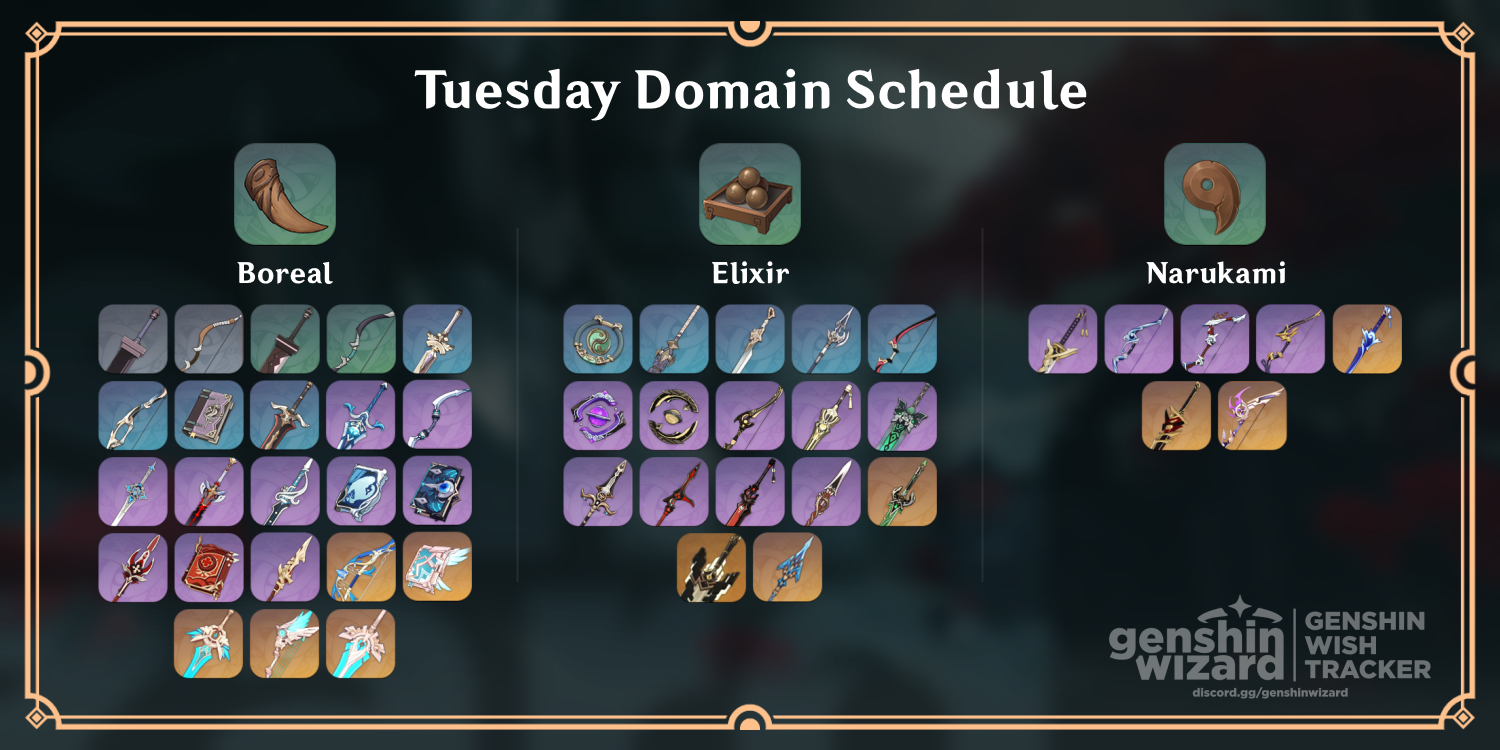 Tuesday Domain Schedule
Boreal
Elixir
Narukami
genshin
wizard
GENSHIN
WISH
TRACKER
discord.gg/genshinwizard